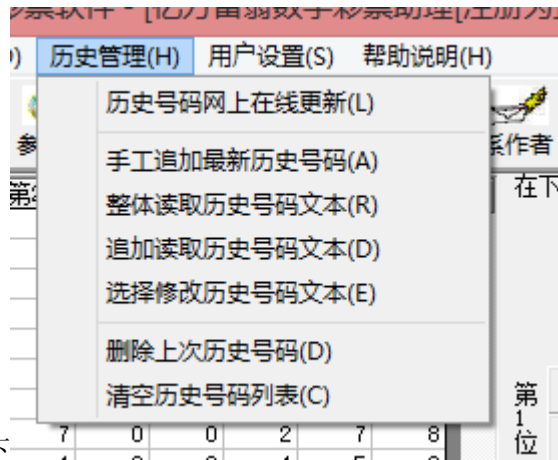 票软件 - [亿万富翁数字彩票助理[注册为
) 历史管理(H) 用户设置(S) 帮助说明(H)
历史号码网上在线更新(L)
参 系作者
手工追加最新历史号码(A)
第 在下
整体读取历史号码文本(R)
追加读取历史号码文本(D)
选择修改历史号码文本(E)
删除上次历史号码(D)
清空历史号码列表(C)
第
1
位
7 0 0 2 7 8